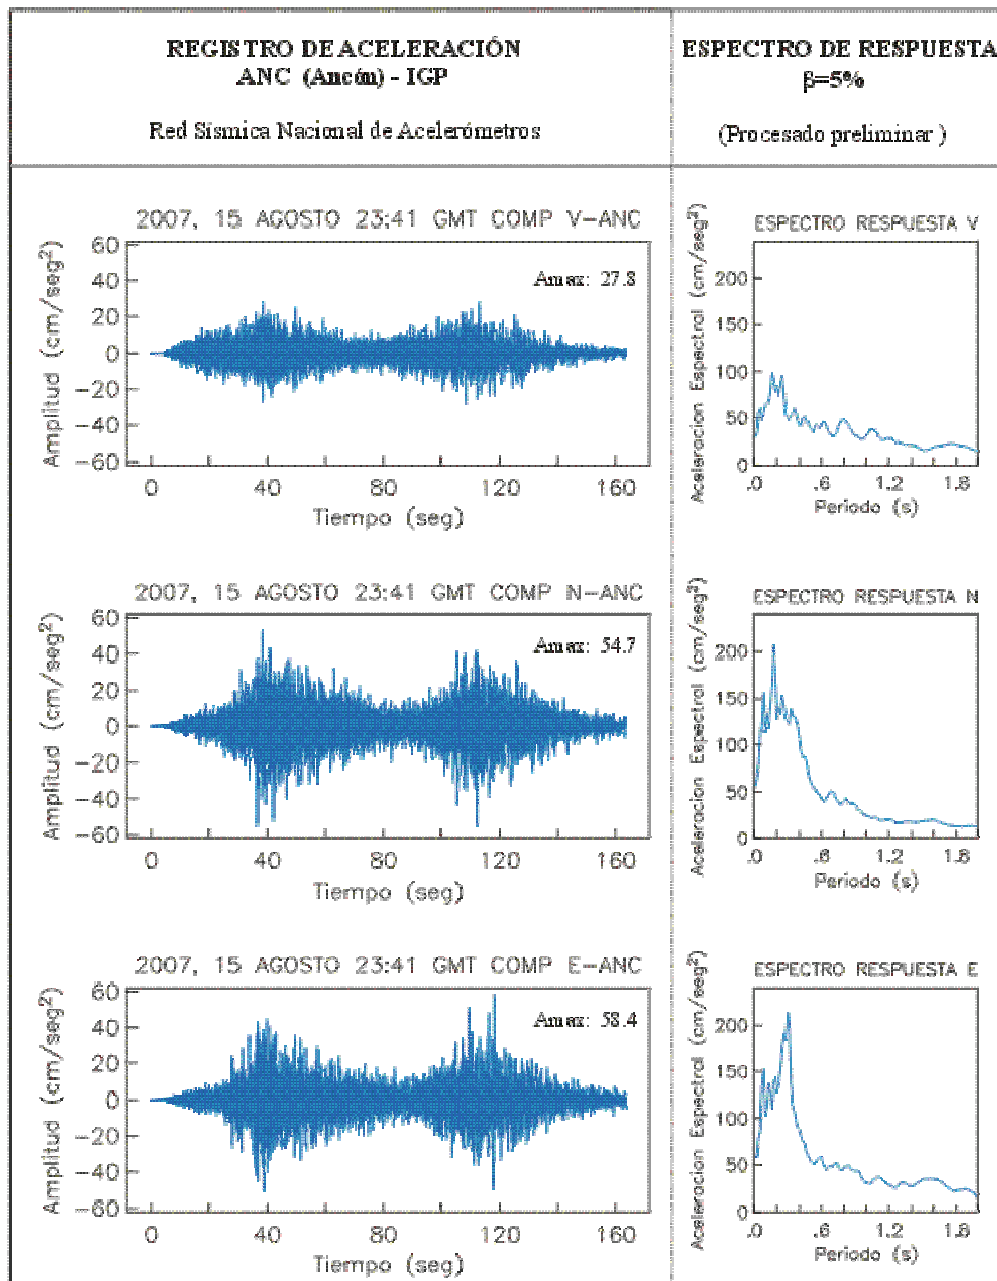 REGISTRO DE ACELERACIÓN
ANC (Ancón) - IGP
Red Sísmica Nacional de Acelerómetros
ESPECTRO DE RESPUESTA
β=5%
(Procesado preliminar )
2007, 15 AGOSTO 23:41 GMT COMP V-ANC
Amax: 27.8
Amplitud (cm/seg²)
60
40
20
0
-20
-40
-60
0 40 80 120 160
Tiempo (seg)
ESPECTRO RESPUESTA V
Aceleracion Espectral (cm/seg²)
200
150
100
50
0
.0 .6 1.2 1.8
Periodo (s)
2007, 15 AGOSTO 23:41 GMT COMP N-ANC
Amax: 54.7
Amplitud (cm/seg²)
60
40
20
0
-20
-40
-60
0 40 80 120 160
Tiempo (seg)
ESPECTRO RESPUESTA N
Aceleracion Espectral (cm/seg²)
200
150
100
50
0
.0 .6 1.2 1.8
Periodo (s)
2007, 15 AGOSTO 23:41 GMT COMP E-ANC
Amax: 58.4
Amplitud (cm/seg²)
60
40
20
0
-20
-40
-60
0 40 80 120 160
Tiempo (seg)
ESPECTRO RESPUESTA E
Aceleracion Espectral (cm/seg²)
200
150
100
50
0
.0 .6 1.2 1.8
Periodo (s)